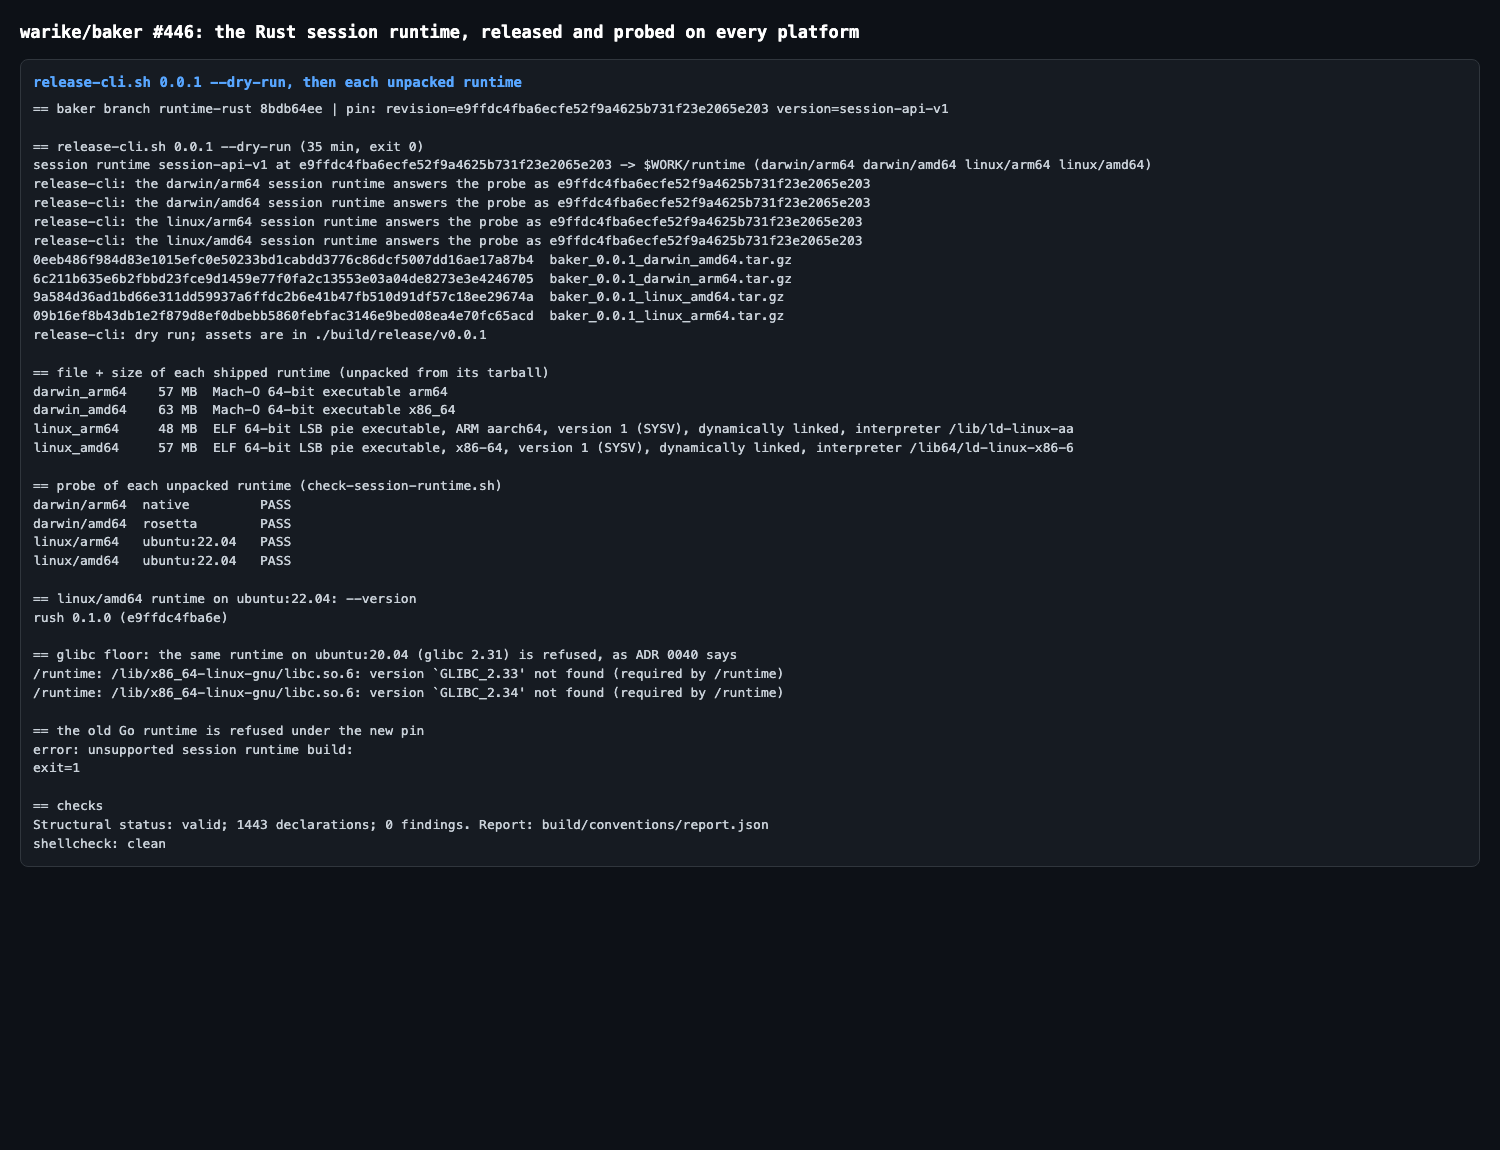 warike/baker #446: the Rust session runtime, released and probed on every platform
release-cli.sh 0.0.1 --dry-run, then each unpacked runtime
== baker branch runtime-rust 8bdb64ee | pin: revision=e9ffdc4fba6ecfe52f9a4625b731f23e2065e203 version=session-api-v1
== release-cli.sh 0.0.1 --dry-run (35 min, exit 0)
session runtime session-api-v1 at e9ffdc4fba6ecfe52f9a4625b731f23e2065e203 -> $WORK/runtime (darwin/arm64 darwin/amd64 linux/arm64 linux/amd64)
release-cli: the darwin/arm64 session runtime answers the probe as e9ffdc4fba6ecfe52f9a4625b731f23e2065e203
release-cli: the darwin/amd64 session runtime answers the probe as e9ffdc4fba6ecfe52f9a4625b731f23e2065e203
release-cli: the linux/arm64 session runtime answers the probe as e9ffdc4fba6ecfe52f9a4625b731f23e2065e203
release-cli: the linux/amd64 session runtime answers the probe as e9ffdc4fba6ecfe52f9a4625b731f23e2065e203
0eeb486f984d83e1015efc0e50233bd1cabdd3776c86dcf5007dd16ae17a87b4  baker_0.0.1_darwin_amd64.tar.gz
6c211b635e6b2fbbd23fce9d1459e77f0fa2c13553e03a04de8273e3e4246705  baker_0.0.1_darwin_arm64.tar.gz
9a584d36ad1bd66e311dd59937a6ffdc2b6e41b47fb510d91df57c18ee29674a  baker_0.0.1_linux_amd64.tar.gz
09b16ef8b43db1e2f879d8ef0dbebb5860febfac3146e9bed08ea4e70fc65acd  baker_0.0.1_linux_arm64.tar.gz
release-cli: dry run; assets are in ./build/release/v0.0.1
== file + size of each shipped runtime (unpacked from its tarball)
darwin_arm64    57 MB  Mach-O 64-bit executable arm64
darwin_amd64    63 MB  Mach-O 64-bit executable x86_64
linux_arm64     48 MB  ELF 64-bit LSB pie executable, ARM aarch64, version 1 (SYSV), dynamically linked, interpreter /lib/ld-linux-aa
linux_amd64     57 MB  ELF 64-bit LSB pie executable, x86-64, version 1 (SYSV), dynamically linked, interpreter /lib64/ld-linux-x86-6
== probe of each unpacked runtime (check-session-runtime.sh)
darwin/arm64  native         PASS
darwin/amd64  rosetta        PASS
linux/arm64   ubuntu:22.04   PASS
linux/amd64   ubuntu:22.04   PASS
== linux/amd64 runtime on ubuntu:22.04: --version
rush 0.1.0 (e9ffdc4fba6e)
== glibc floor: the same runtime on ubuntu:20.04 (glibc 2.31) is refused, as ADR 0040 says
/runtime: /lib/x86_64-linux-gnu/libc.so.6: version `GLIBC_2.33' not found (required by /runtime)
/runtime: /lib/x86_64-linux-gnu/libc.so.6: version `GLIBC_2.34' not found (required by /runtime)
== the old Go runtime is refused under the new pin
error: unsupported session runtime build:
exit=1
== checks
Structural status: valid; 1443 declarations; 0 findings. Report: build/conventions/report.json
shellcheck: clean